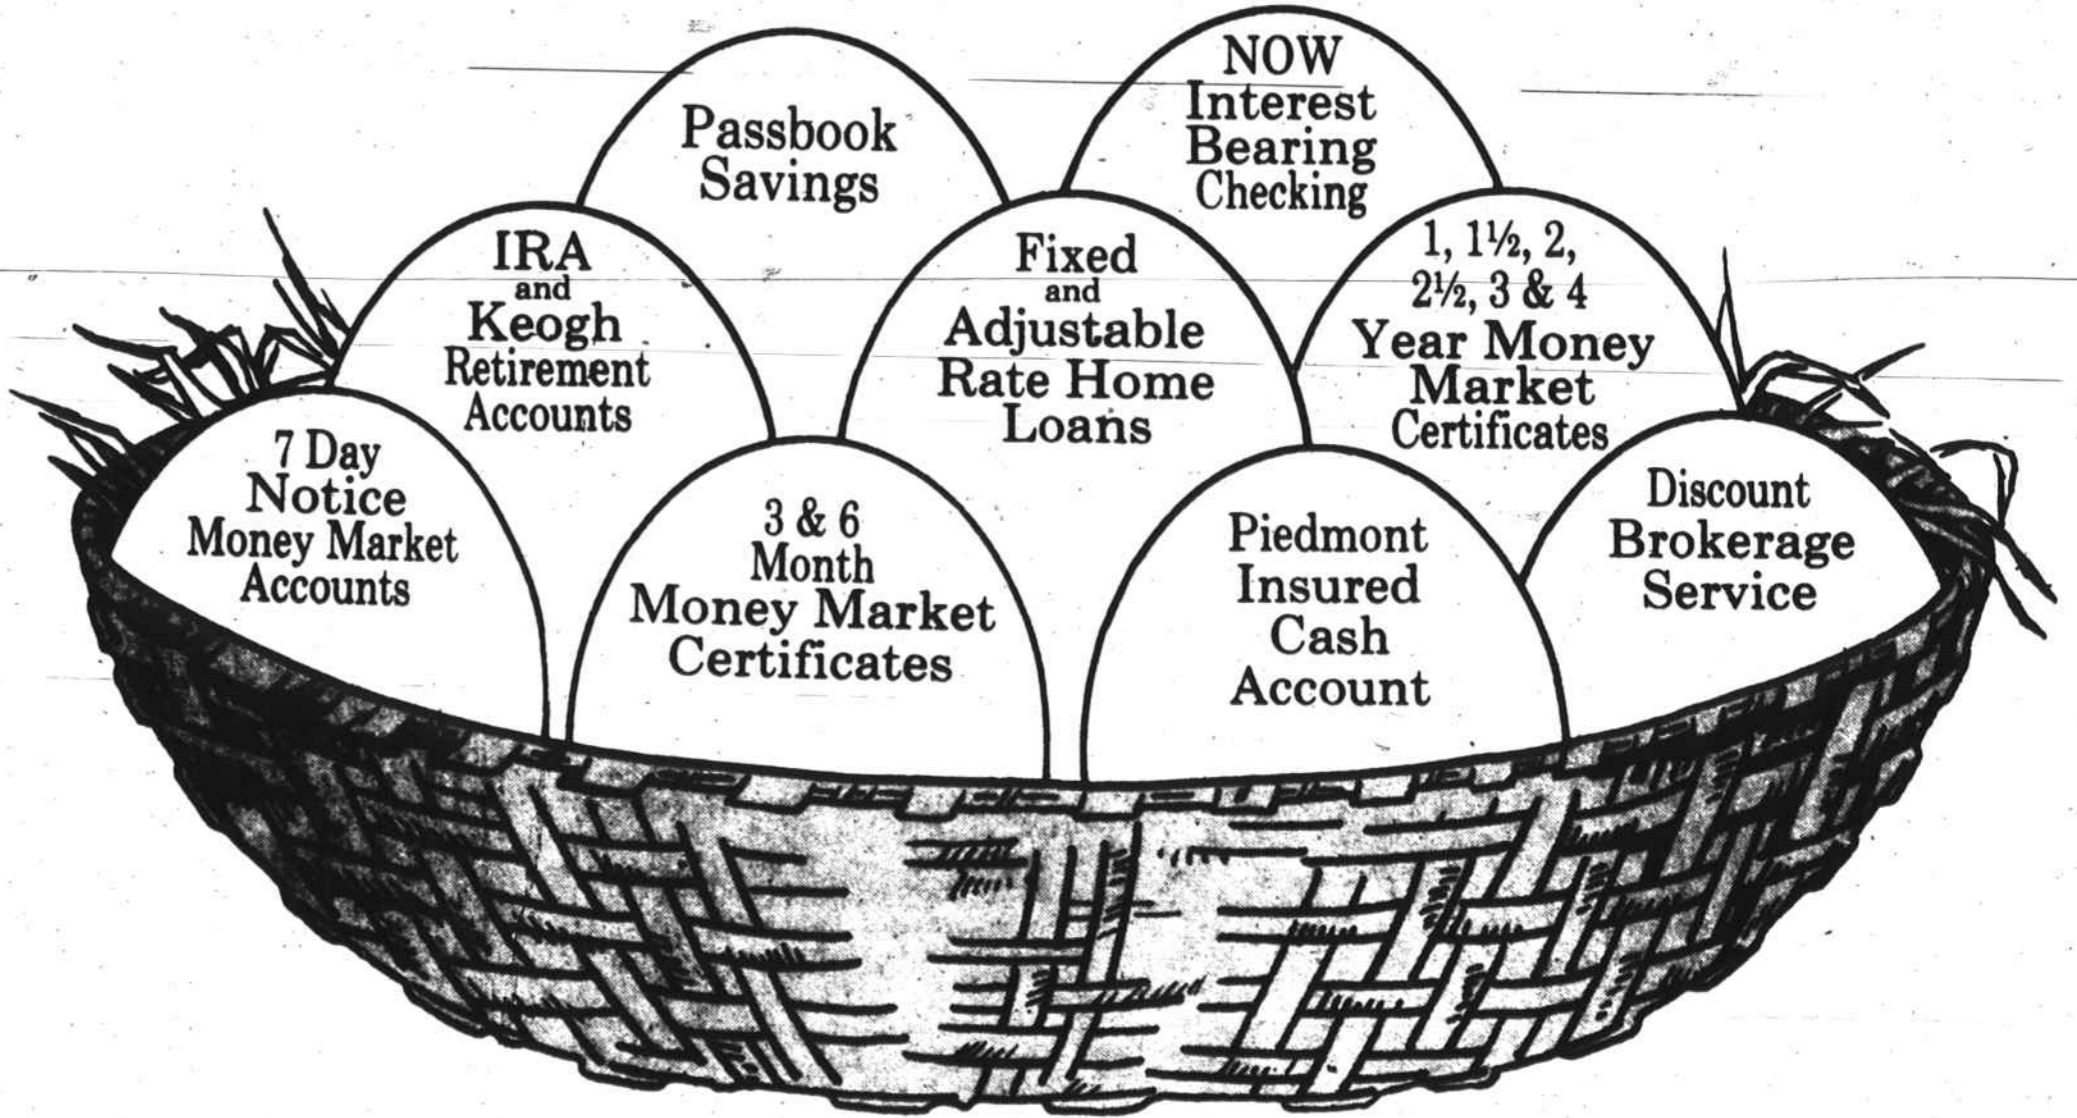 Passbook
Savings
NOW
Interest
Bearing
Checking
IRA
and
Keogh
Retirement
Accounts
Fixed
and
Adjustable
Rate Home
Loans
1, 1½, 2,
2½, 3 & 4
Year Money
Market
Certificates
7 Day
Notice
Money Market
Accounts
3 & 6
Month
Money Market
Certificates
Piedmont
Insured
Cash
Account
Discount
Brokerage
Service